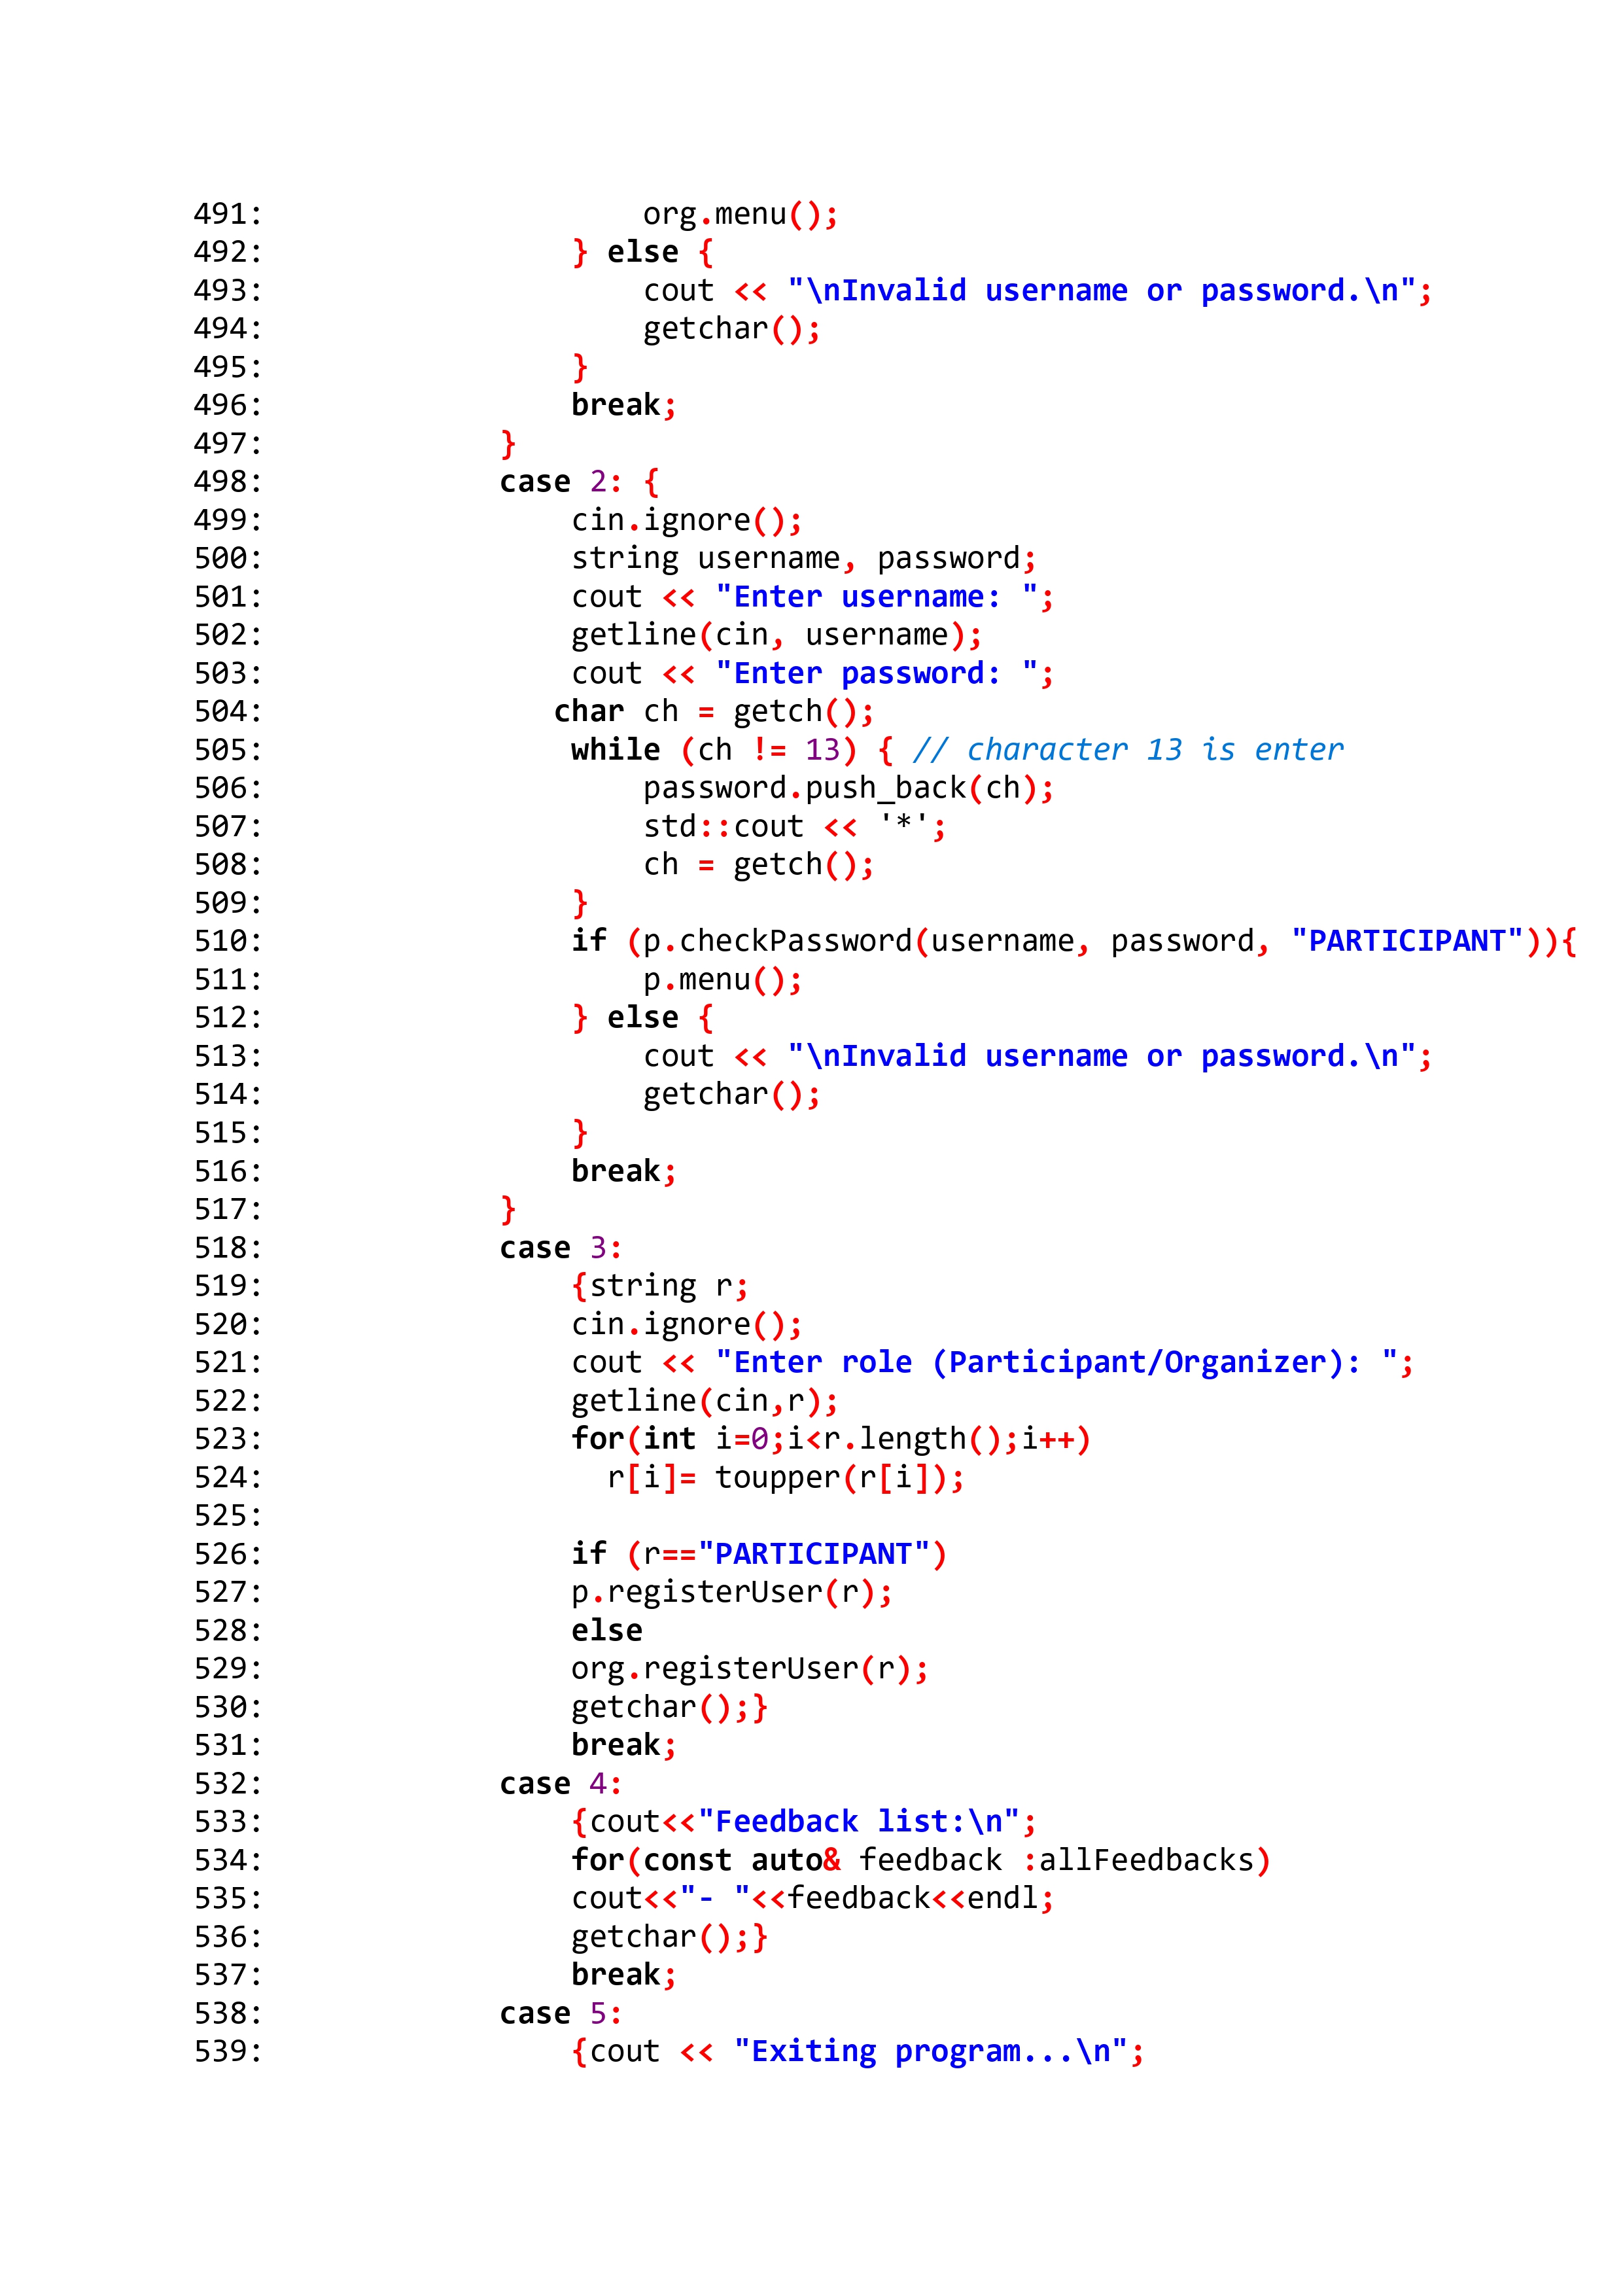 491:                     org.menu();
492:                 } else {
493:                     cout << "\nInvalid username or password.\n";
494:                     getchar();
495:                 }
496:                 break;
497:             }
498:             case 2: {
499:                 cin.ignore();
500:                 string username, password;
501:                 cout << "Enter username: ";
502:                 getline(cin, username);
503:                 cout << "Enter password: ";
504:                char ch = getch();
505:                 while (ch != 13) { // character 13 is enter
506:                     password.push_back(ch);
507:                     std::cout << '*';
508:                     ch = getch();
509:                 }
510:                 if (p.checkPassword(username, password, "PARTICIPANT")){
511:                     p.menu();
512:                 } else {
513:                     cout << "\nInvalid username or password.\n";
514:                     getchar();
515:                 }
516:                 break;
517:             }
518:             case 3:
519:                 {string r;
520:                 cin.ignore();
521:                 cout << "Enter role (Participant/Organizer): ";
522:                 getline(cin,r);
523:                 for(int i=0;i<r.length();i++)
524:                   r[i]= toupper(r[i]);
525:
526:                 if (r=="PARTICIPANT")
527:                 p.registerUser(r);
528:                 else
529:                 org.registerUser(r);
530:                 getchar();}
531:                 break;
532:             case 4:
533:                 {cout<<"Feedback list:\n";
534:                 for(const auto& feedback :allFeedbacks)
535:                 cout<<"- "<<feedback<<endl;
536:                 getchar();}
537:                 break;
538:             case 5:
539:                 {cout << "Exiting program...\n";